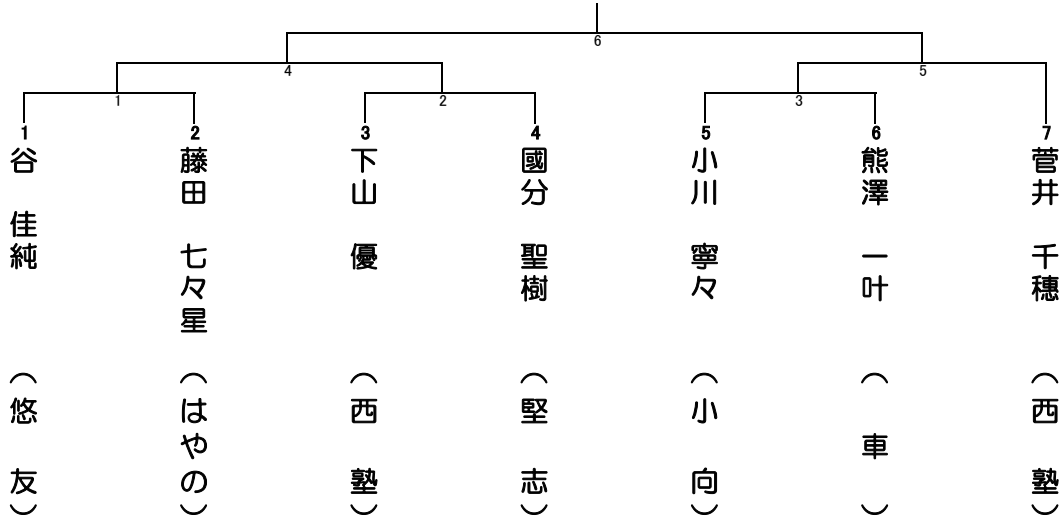 6
4
5
1
2
3
1
谷 佳純 (悠 友)
2
藤田 七々星 (はやの)
3
下山 優 (西 塾)
4
國分 聖樹 (堅 志)
5
小川 寧々 (小 向)
6
熊澤 一叶 ( 車 )
7
菅井 千穗 (西 塾)